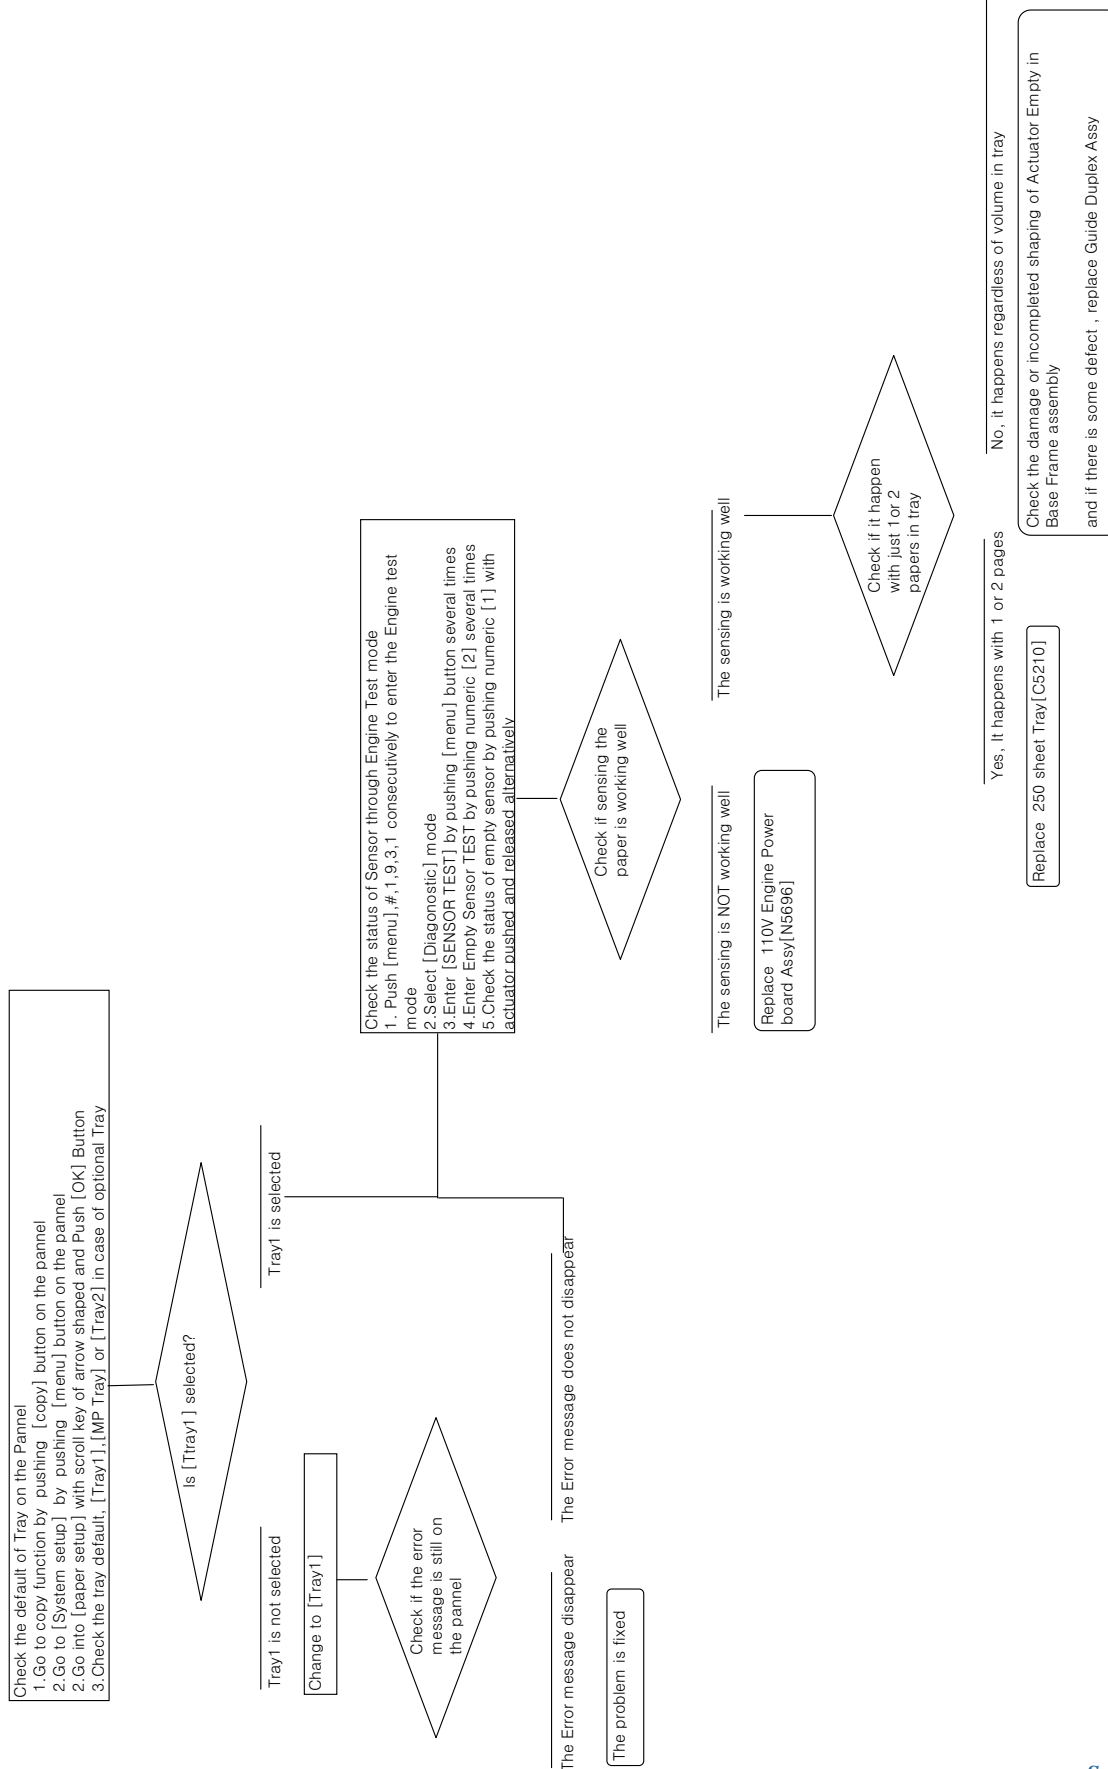 Check the default of Tray on the Pannel
1.Go to copy function by pushing [copy] button on the pannel
2.Go to [System setup] by pushing [menu] button on the pannel
2.Go into [paper setup] with scroll key of arrow shaped and Push [OK] Button
3.Check the tray default, [Tray1],[MP Tray] or [Tray2] in case of optional Tray
Is [Ttray1] selected?
Tray1 is not selected
Tray1 is selected
Change to [Tray1]
Check if the error
message is still on
the pannel
The Error message disappear
The Error message does not disappear
The problem is fixed
Check the status of Sensor through Engine Test mode
1. Push [menu],#,1,9,3,1 consecutively to enter the Engine test
mode
2.Select [Diagonostic] mode
3.Enter [SENSOR TEST] by pushing [menu] button several times
4.Enter Empty Sensor TEST by pushing numeric [2] several times
5.Check the status of empty sensor by pushing numeric [1] with
actuator pushed and released alternatively
Check if sensing the
paper is working well
The sensing is NOT working well
The sensing is working well
Replace 110V Engine Power
board Assy[N5696]
Check if it happen
with just 1 or 2
papers in tray
Yes, It happens with 1 or 2 pages
No, it happens regardless of volume in tray
Replace 250 sheet Tray[C5210]
Check the damage or incompleted shaping of Actuator Empty in
Base Frame assembly
and if there is some defect , replace Guide Duplex Assy